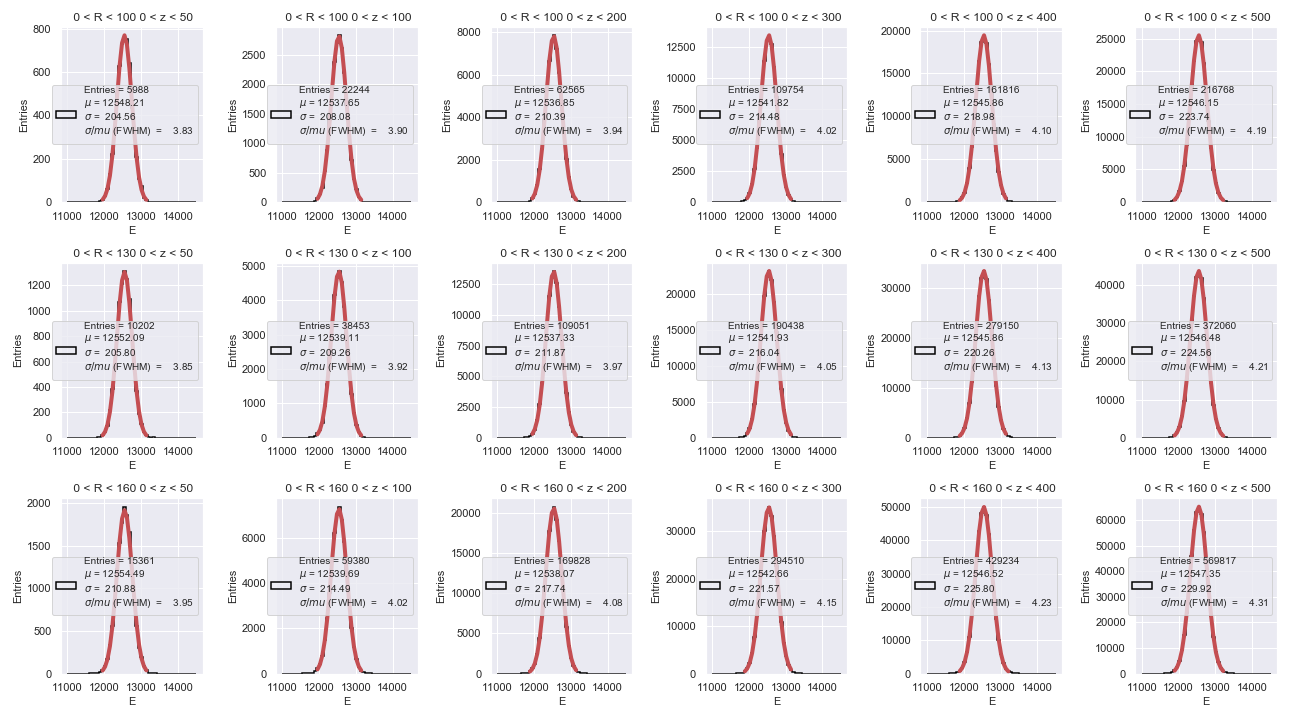 0 < R < 100 0 < z < 50
800
600
400
200
0
Entries
Entries = 5988
μ = 12548.21
σ = 204.56
σ/mu (FWHM) = 3.83
11000 12000 13000 14000
E
0 < R < 100 0 < z < 100
2500
2000
1500
1000
500
0
Entries
Entries = 22244
μ = 12537.65
σ = 208.08
σ/mu (FWHM) = 3.90
11000 12000 13000 14000
E
0 < R < 100 0 < z < 200
8000
6000
4000
2000
0
Entries
Entries = 62565
μ = 12536.85
σ = 210.39
σ/mu (FWHM) = 3.94
11000 12000 13000 14000
E
0 < R < 100 0 < z < 300
12500
10000
7500
5000
2500
0
Entries
Entries = 109754
μ = 12541.82
σ = 214.48
σ/mu (FWHM) = 4.02
11000 12000 13000 14000
E
0 < R < 100 0 < z < 400
20000
15000
10000
5000
0
Entries
Entries = 161816
μ = 12545.86
σ = 218.98
σ/mu (FWHM) = 4.10
11000 12000 13000 14000
E
0 < R < 100 0 < z < 500
25000
20000
15000
10000
5000
0
Entries
Entries = 216768
μ = 12546.15
σ = 223.74
σ/mu (FWHM) = 4.19
11000 12000 13000 14000
E
0 < R < 130 0 < z < 50
1200
1000
800
600
400
200
0
Entries
Entries = 10202
μ = 12552.09
σ = 205.80
σ/mu (FWHM) = 3.85
11000 12000 13000 14000
E
0 < R < 130 0 < z < 100
5000
4000
3000
2000
1000
0
Entries
Entries = 38453
μ = 12539.11
σ = 209.26
σ/mu (FWHM) = 3.92
11000 12000 13000 14000
E
0 < R < 130 0 < z < 200
12500
10000
7500
5000
2500
0
Entries
Entries = 109051
μ = 12537.33
σ = 211.87
σ/mu (FWHM) = 3.97
11000 12000 13000 14000
E
0 < R < 130 0 < z < 300
20000
15000
10000
5000
0
Entries
Entries = 190438
μ = 12541.93
σ = 216.04
σ/mu (FWHM) = 4.05
11000 12000 13000 14000
E
0 < R < 130 0 < z < 400
30000
20000
10000
0
Entries
Entries = 279150
μ = 12545.86
σ = 220.26
σ/mu (FWHM) = 4.13
11000 12000 13000 14000
E
0 < R < 130 0 < z < 500
40000
30000
20000
10000
0
Entries
Entries = 372060
μ = 12546.48
σ = 224.56
σ/mu (FWHM) = 4.21
11000 12000 13000 14000
E
0 < R < 160 0 < z < 50
2000
1500
1000
500
0
Entries
Entries = 15361
μ = 12554.49
σ = 210.88
σ/mu (FWHM) = 3.95
11000 12000 13000 14000
E
0 < R < 160 0 < z < 100
6000
4000
2000
0
Entries
Entries = 59380
μ = 12539.69
σ = 214.49
σ/mu (FWHM) = 4.02
11000 12000 13000 14000
E
0 < R < 160 0 < z < 200
20000
15000
10000
5000
0
Entries
Entries = 169828
μ = 12538.07
σ = 217.74
σ/mu (FWHM) = 4.08
11000 12000 13000 14000
E
0 < R < 160 0 < z < 300
30000
20000
10000
0
Entries
Entries = 294510
μ = 12542.66
σ = 221.57
σ/mu (FWHM) = 4.15
11000 12000 13000 14000
E
0 < R < 160 0 < z < 400
50000
40000
30000
20000
10000
0
Entries
Entries = 429234
μ = 12546.52
σ = 225.80
σ/mu (FWHM) = 4.23
11000 12000 13000 14000
E
0 < R < 160 0 < z < 500
60000
50000
40000
30000
20000
10000
0
Entries
Entries = 569817
μ = 12547.35
σ = 229.92
σ/mu (FWHM) = 4.31
11000 12000 13000 14000
E